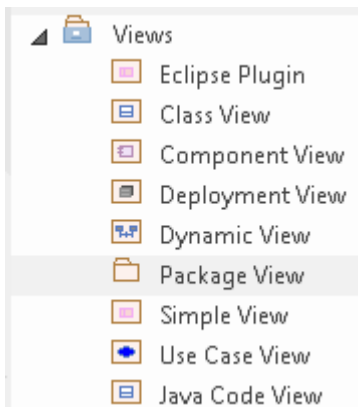 Views
Eclipse Plugin
Class View
Component View
Deployment View
Dynamic View
Package View
Simple View
Use Case View
Java Code View